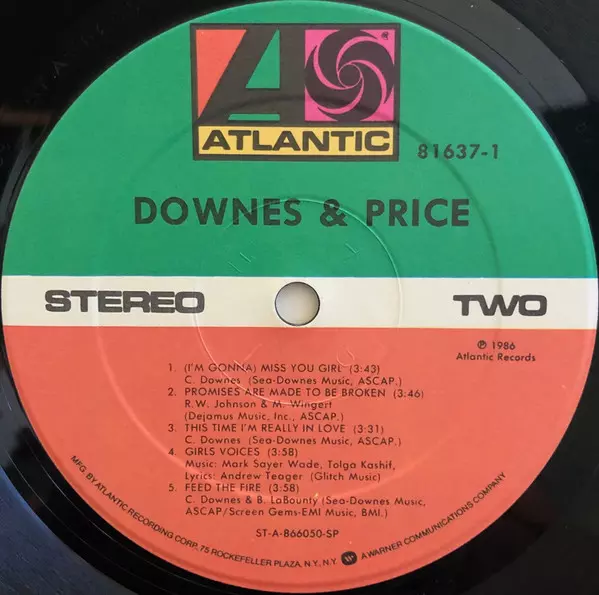 ATLANTIC
®
81637-1
DOWNES & PRICE
STEREO TWO
℗ 1986
Atlantic Records
1. (I'M GONNA) MISS YOU GIRL (3:43)
C. Downes (Sea-Downes Music, ASCAP.)
2. PROMISES ARE MADE TO BE BROKEN (3:46)
R.W. Johnson & M. Wingert
(Dejamus Music, Inc., ASCAP.)
3. THIS TIME I'M REALLY IN LOVE (3:31)
C. Downes (Sea-Downes Music, ASCAP.)
4. GIRLS VOICES (3:58)
Music: Mark Sayer Wade, Tolga Kashif,
Lyrics: Andrew Teager (Glitch Music)
5. FEED THE FIRE (3:58)
C. Downes & B. LaBounty (Sea-Downes Music,
ASCAP/Screen Gems-EMI Music, BMI.)
ST-A-866050-SP
MFG. BY ATLANTIC RECORDING CORP., 75 ROCKEFELLER PLAZA, N.Y., N.Y. A WARNER COMMUNICATIONS COMPANY